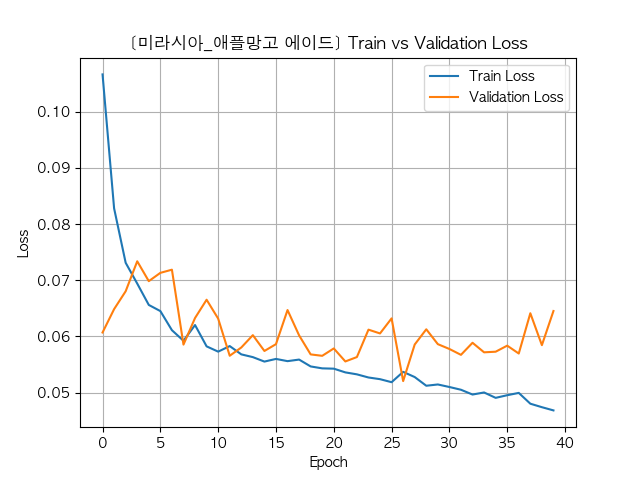 [미라시아_애플망고 에이드] Train vs Validation Loss
Train Loss
Validation Loss
Loss
0.10
0.09
0.08
0.07
0.06
0.05
0 5 10 15 20 25 30 35 40
Epoch